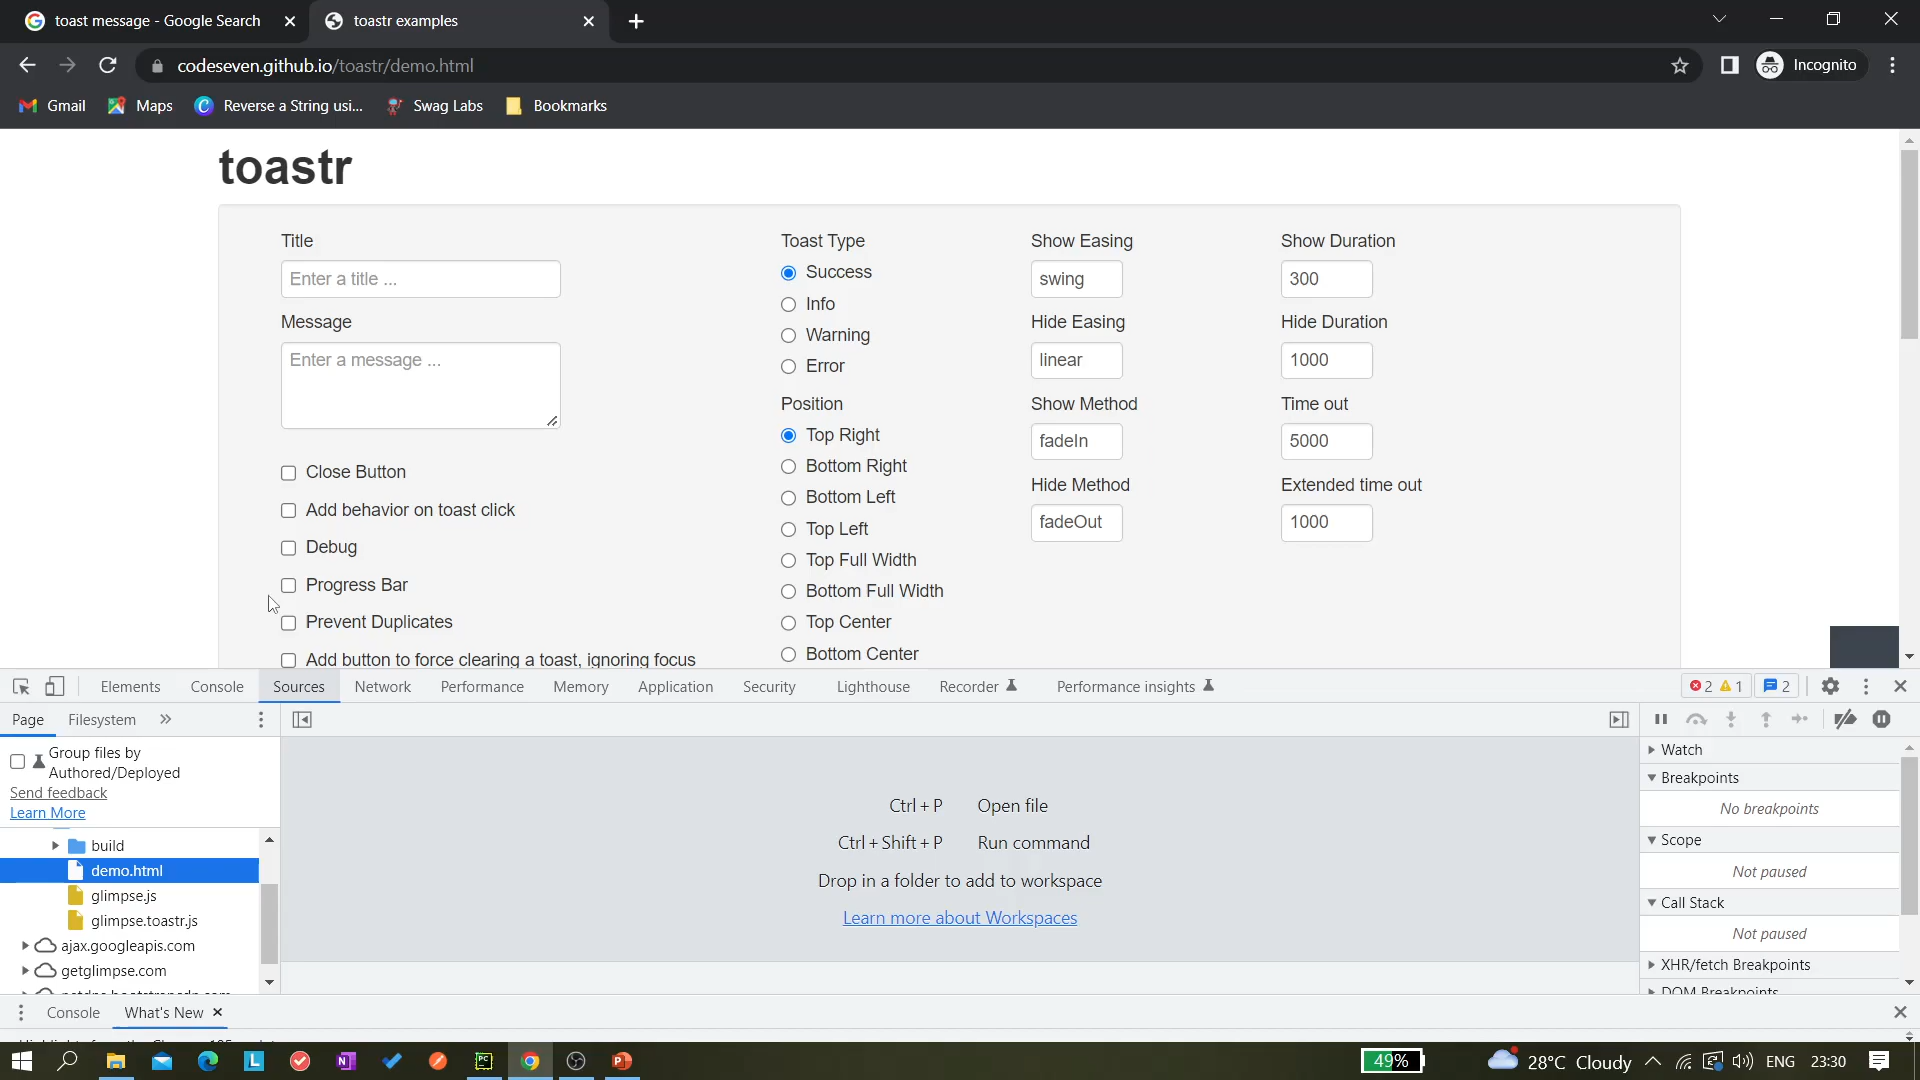 toast message - Google Search
toastr examples
codeseven.github.io/toastr/demo.html
Incognito
Gmail
Maps
Reverse a String usi...
Swag Labs
Bookmarks
toastr
Title
Enter a title ...
Message
Enter a message ...
Close Button
Add behavior on toast click
Debug
Progress Bar
Prevent Duplicates
Add button to force clearing a toast, ignoring focus
Toast Type
Success
Info
Warning
Error
Position
Top Right
Bottom Right
Bottom Left
Top Left
Top Full Width
Bottom Full Width
Top Center
Bottom Center
Show Easing
swing
Hide Easing
linear
Show Method
fadeIn
Hide Method
fadeOut
Show Duration
300
Hide Duration
1000
Time out
5000
Extended time out
1000
Elements
Console
Sources
Network
Performance
Memory
Application
Security
Lighthouse
Recorder
Performance insights
2
1
2
Page
Filesystem
Group files by
Authored/Deployed
Send feedback
Learn More
build
demo.html
glimpse.js
glimpse.toastr.js
ajax.googleapis.com
getglimpse.com
Ctrl + P Open file
Ctrl + Shift + P Run command
Drop in a folder to add to workspace
Learn more about Workspaces
Watch
Breakpoints
No breakpoints
Scope
Not paused
Call Stack
Not paused
XHR/fetch Breakpoints
DOM Breakpoints
Console
What's New
49%
28°C Cloudy
ENG
23:30